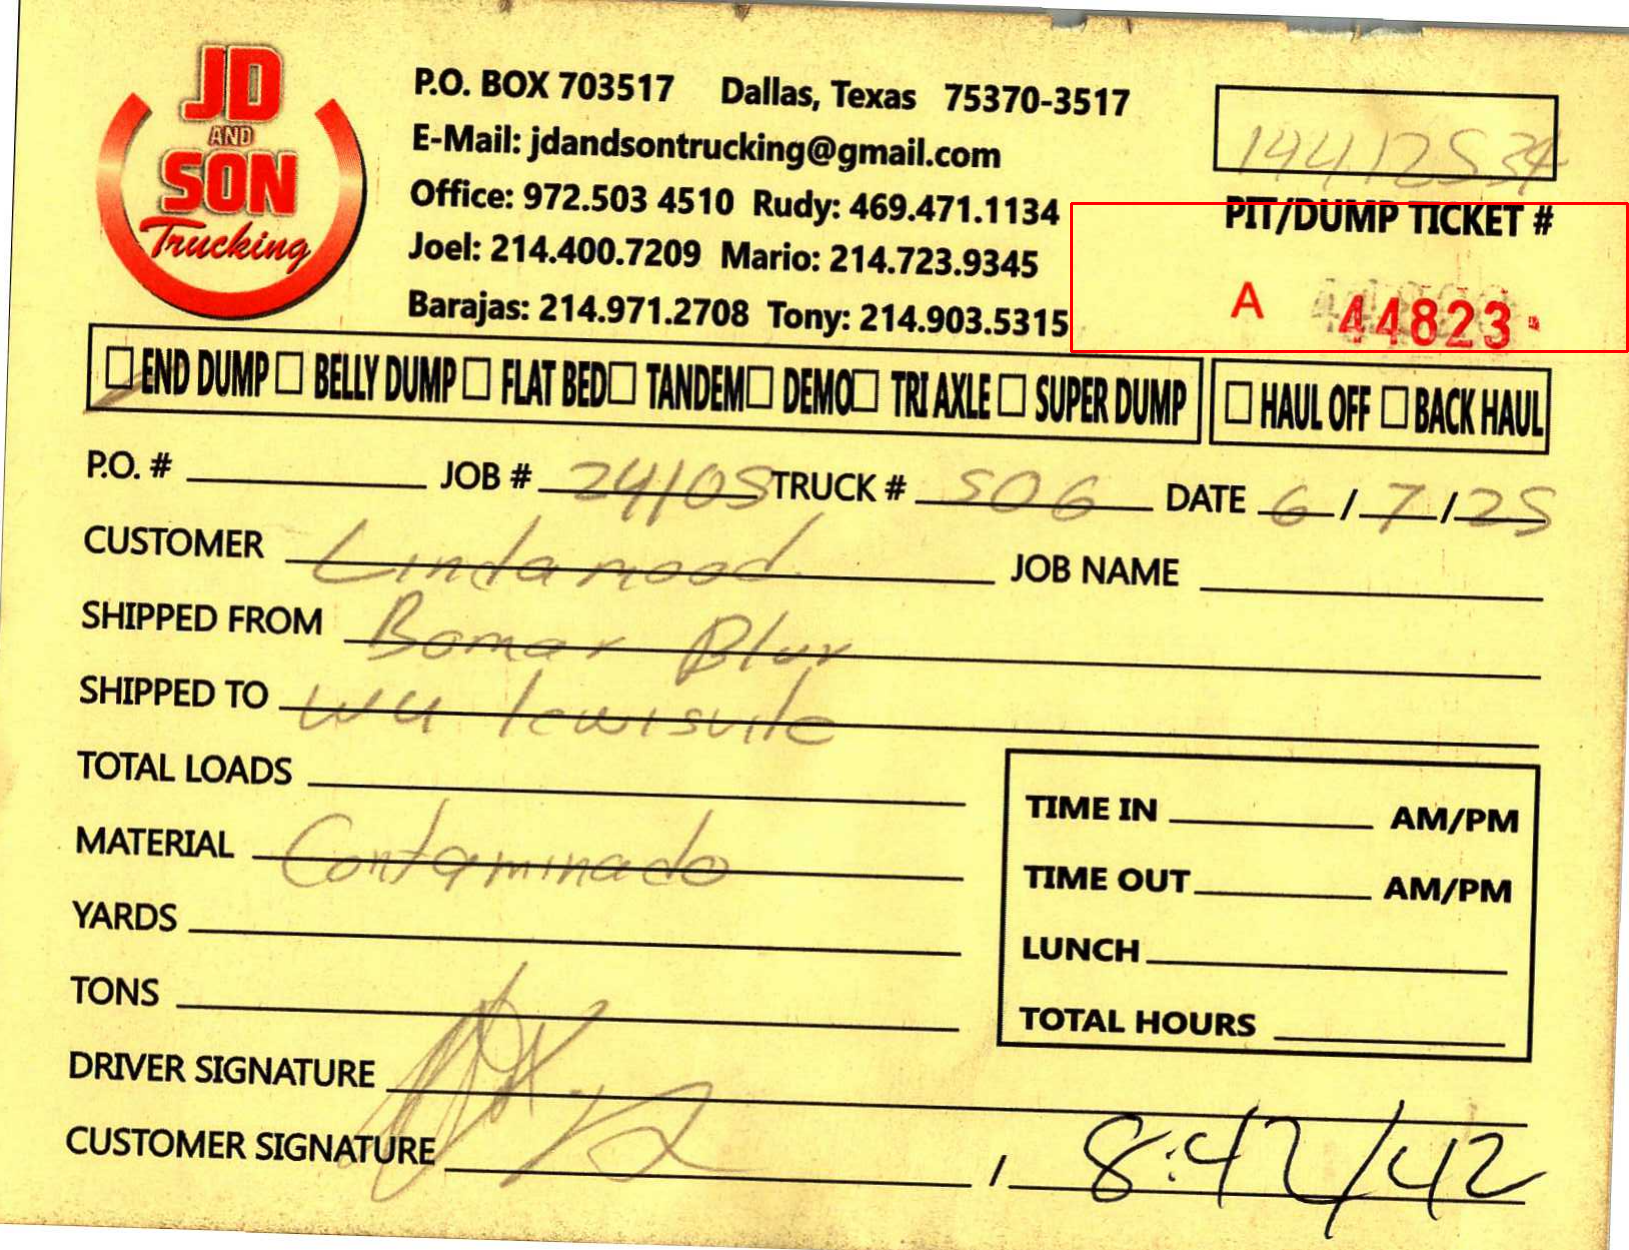 JD
AND
SON
Trucking
P.O. BOX 703517 Dallas, Texas 75370-3517
E-Mail: jdandsontrucking@gmail.com
Office: 972.503 4510 Rudy: 469.471.1134
Joel: 214.400.7209 Mario: 214.723.9345
Barajas: 214.971.2708 Tony: 214.903.5315
14412534
PIT/DUMP TICKET #
A 44823
END DUMP BELLY DUMP FLAT BED TANDEM DEMO TRI AXLE SUPER DUMP HAUL OFF BACK HAUL
P.O. # JOB # 24105 TRUCK # 506 DATE 6/7/25
CUSTOMER Lindamood JOB NAME
SHIPPED FROM Bomar Blvr
SHIPPED TO WM lewisvile
TOTAL LOADS
MATERIAL Contaminado
YARDS
TONS
TIME IN AM/PM
TIME OUT AM/PM
LUNCH
TOTAL HOURS
DRIVER SIGNATURE
CUSTOMER SIGNATURE , 8:42/42